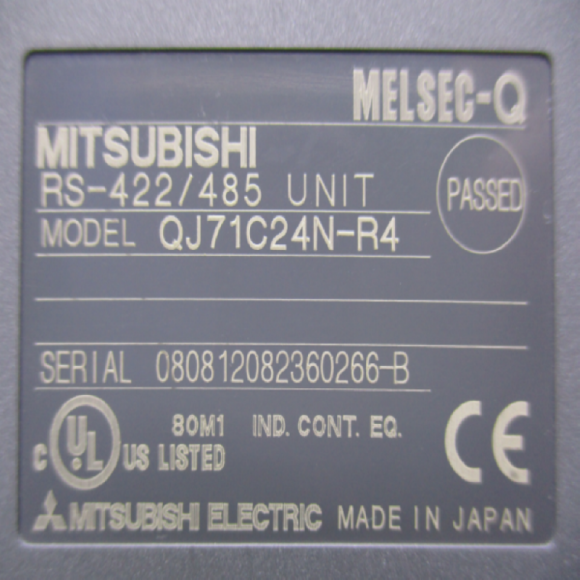 MELSEC-Q
MITSUBISHI
RS-422/485 UNIT
PASSED
MODEL QJ71C24N-R4
SERIAL 080812082360266-B
C UL US LISTED
80M1 IND. CONT. EQ.
CE
MITSUBISHI ELECTRIC MADE IN JAPAN